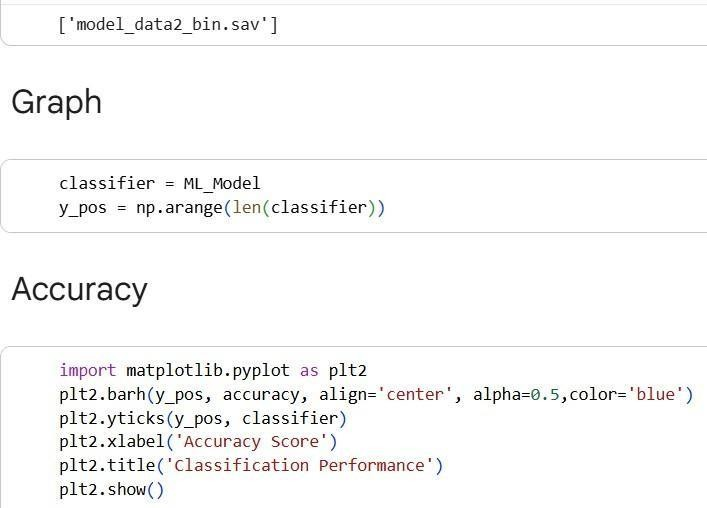 ['model_data2_bin.sav']
Graph
classifier = ML_Model
y_pos = np.arange(len(classifier))
Accuracy
import matplotlib.pyplot as plt2
plt2.barh(y_pos, accuracy, align='center', alpha=0.5,color='blue')
plt2.yticks(y_pos, classifier)
plt2.xlabel('Accuracy Score')
plt2.title('Classification Performance')
plt2.show()